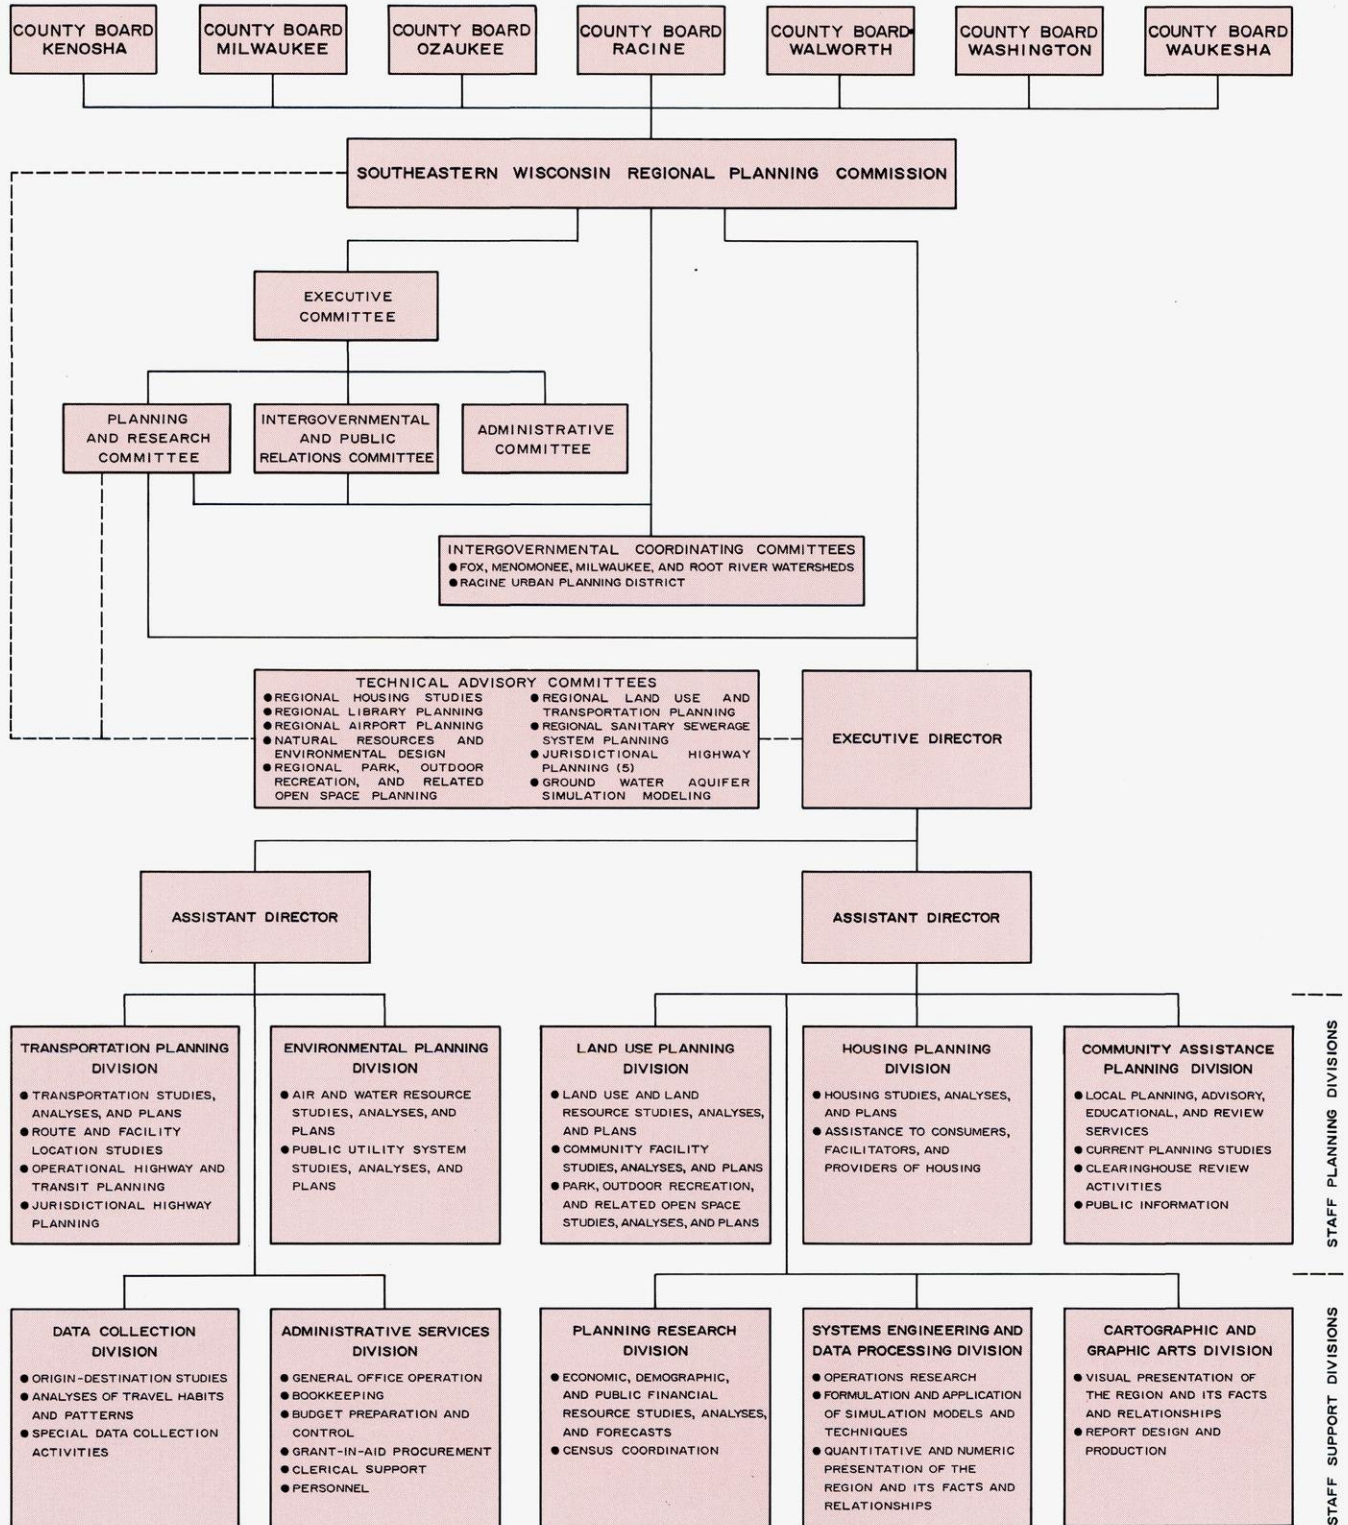 COUNTY BOARD
KENOSHA
COUNTY BOARD
MILWAUKEE
COUNTY BOARD
OZAUKEE
COUNTY BOARD
RACINE
COUNTY BOARD
WALWORTH
COUNTY BOARD
WASHINGTON
COUNTY BOARD
WAUKESHA
SOUTHEASTERN WISCONSIN REGIONAL PLANNING COMMISSION
EXECUTIVE
COMMITTEE
PLANNING
AND RESEARCH
COMMITTEE
INTERGOVERNMENTAL
AND PUBLIC
RELATIONS COMMITTEE
ADMINISTRATIVE
COMMITTEE
INTERGOVERNMENTAL COORDINATING COMMITTEES
● FOX, MENOMONEE, MILWAUKEE, AND ROOT RIVER WATERSHEDS
● RACINE URBAN PLANNING DISTRICT
TECHNICAL ADVISORY COMMITTEES
● REGIONAL HOUSING STUDIES
● REGIONAL LIBRARY PLANNING
● REGIONAL AIRPORT PLANNING
● NATURAL RESOURCES AND
ENVIRONMENTAL DESIGN
● REGIONAL PARK, OUTDOOR
RECREATION, AND RELATED
OPEN SPACE PLANNING
● REGIONAL LAND USE AND
TRANSPORTATION PLANNING
● REGIONAL SANITARY SEWERAGE
SYSTEM PLANNING
● JURISDICTIONAL HIGHWAY
PLANNING (5)
● GROUND WATER AQUIFER
SIMULATION MODELING
EXECUTIVE DIRECTOR
ASSISTANT DIRECTOR
ASSISTANT DIRECTOR
TRANSPORTATION PLANNING
DIVISION
● TRANSPORTATION STUDIES,
ANALYSES, AND PLANS
● ROUTE AND FACILITY
LOCATION STUDIES
● OPERATIONAL HIGHWAY AND
TRANSIT PLANNING
● JURISDICTIONAL HIGHWAY
PLANNING
ENVIRONMENTAL PLANNING
DIVISION
● AIR AND WATER RESOURCE
STUDIES, ANALYSES, AND
PLANS
● PUBLIC UTILITY SYSTEM
STUDIES, ANALYSES, AND
PLANS
LAND USE PLANNING
DIVISION
● LAND USE AND LAND
RESOURCE STUDIES, ANALYSES,
AND PLANS
● COMMUNITY FACILITY
STUDIES, ANALYSES, AND PLANS
● PARK, OUTDOOR RECREATION,
AND RELATED OPEN SPACE
STUDIES, ANALYSES, AND PLANS
HOUSING PLANNING
DIVISION
● HOUSING STUDIES, ANALYSES,
AND PLANS
● ASSISTANCE TO CONSUMERS,
FACILITATORS, AND
PROVIDERS OF HOUSING
COMMUNITY ASSISTANCE
PLANNING DIVISION
● LOCAL PLANNING, ADVISORY,
EDUCATIONAL, AND REVIEW
SERVICES
● CURRENT PLANNING STUDIES
● CLEARINGHOUSE REVIEW
ACTIVITIES
● PUBLIC INFORMATION
STAFF PLANNING DIVISIONS
DATA COLLECTION
DIVISION
● ORIGIN-DESTINATION STUDIES
● ANALYSES OF TRAVEL HABITS
AND PATTERNS
● SPECIAL DATA COLLECTION
ACTIVITIES
ADMINISTRATIVE SERVICES
DIVISION
● GENERAL OFFICE OPERATION
● BOOKKEEPING
● BUDGET PREPARATION AND
CONTROL
● GRANT-IN-AID PROCUREMENT
● CLERICAL SUPPORT
● PERSONNEL
PLANNING RESEARCH
DIVISION
● ECONOMIC, DEMOGRAPHIC,
AND PUBLIC FINANCIAL
RESOURCE STUDIES, ANALYSES,
AND FORECASTS
● CENSUS COORDINATION
SYSTEMS ENGINEERING AND
DATA PROCESSING DIVISION
● OPERATIONS RESEARCH
● FORMULATION AND APPLICATION
OF SIMULATION MODELS AND
TECHNIQUES
● QUANTITATIVE AND NUMERIC
PRESENTATION OF THE
REGION AND ITS FACTS AND
RELATIONSHIPS
CARTOGRAPHIC AND
GRAPHIC ARTS DIVISION
● VISUAL PRESENTATION OF
THE REGION AND ITS FACTS
AND RELATIONSHIPS
● REPORT DESIGN AND
PRODUCTION
STAFF SUPPORT DIVISIONS